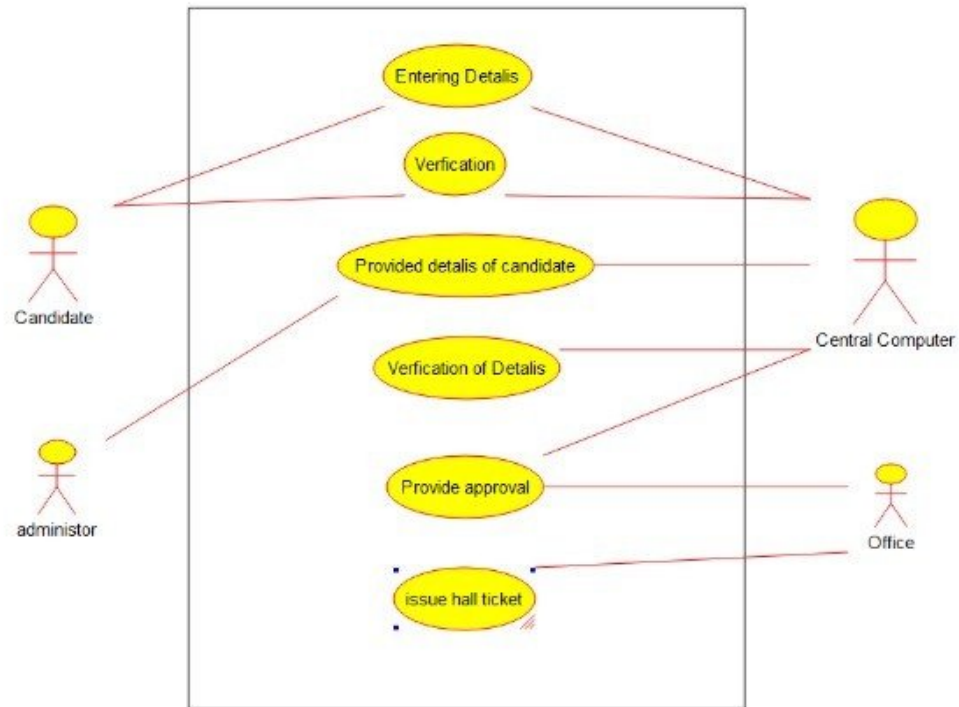 Entering Detalis
Verfication
Provided detalis of candidate
Candidate
Central Computer
Verfication of Detalis
Provide approval
administor
Office
issue hall ticket